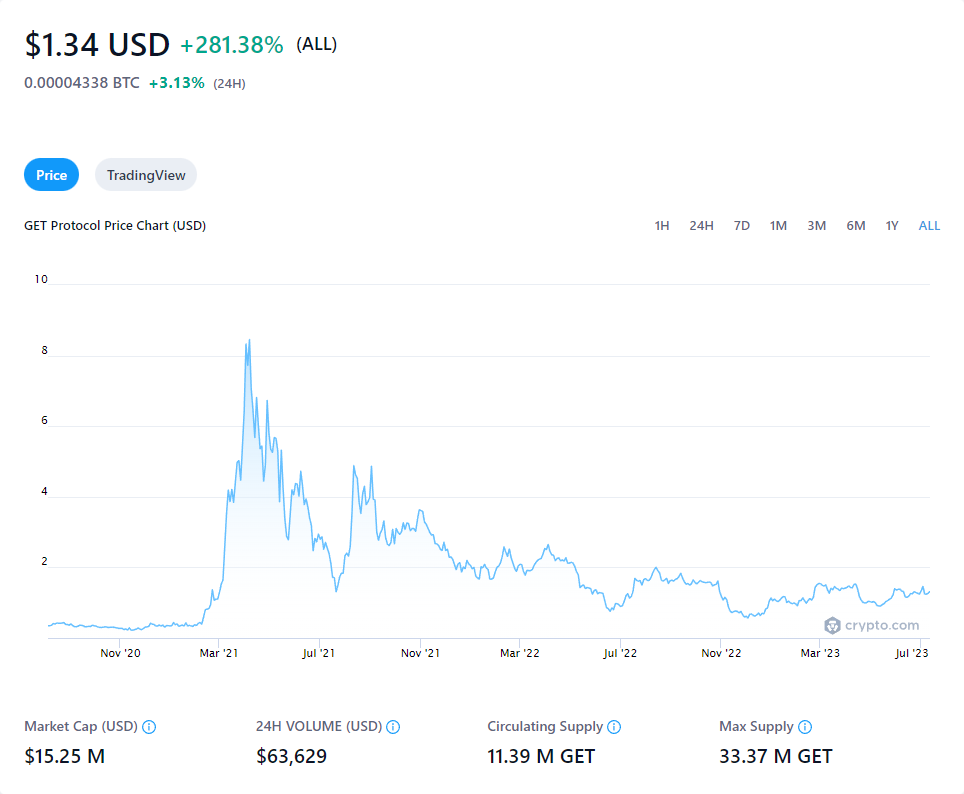 $1.34 USD +281.38% (ALL)
0.00004338 BTC +3.13% (24H)
Price TradingView
GET Protocol Price Chart (USD) 1H 24H 7D 1M 3M 6M 1Y ALL
10
8
6
4
2
crypto.com
Nov '20 Mar '21 Jul '21 Nov '21 Mar '22 Jul '22 Nov '22 Mar '23 Jul '23
Market Cap (USD) 24H VOLUME (USD) Circulating Supply Max Supply
$15.25 M $63,629 11.39 M GET 33.37 M GET